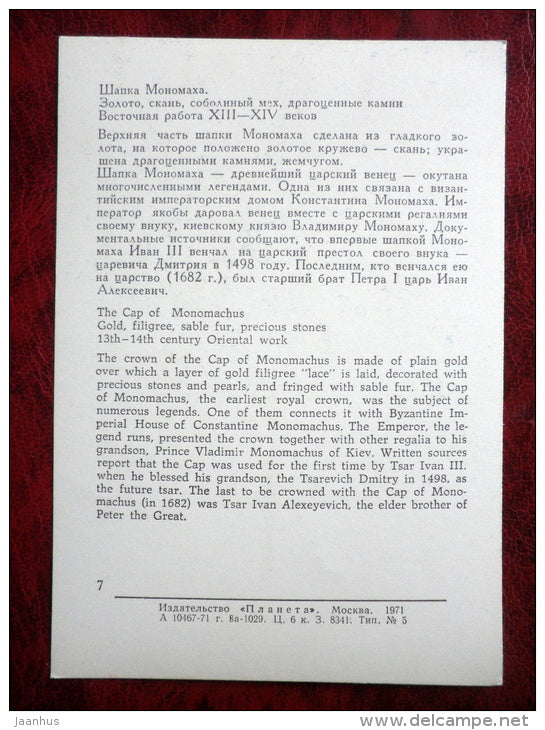 Шапка Мономаха.
Золото, скань, соболиный мех, драгоценные камни
Восточная работа XIII—XIV веков
Верхняя часть шапки Мономаха сделана из гладкого зо-
лота, на которое положено золотое кружево — скань; укра-
шена драгоценными камнями, жемчугом.
Шапка Мономаха — древнейший царский венец — окутана
многочисленными легендами. Одна из них связана с визан-
тийским императорским домом Константина Мономаха. Им-
ператор якобы даровал венец вместе с царскими регалиями
своему внуку, киевскому князю Владимиру Мономаху. Доку-
ментальные источники сообщают, что впервые шапкой Моно-
маха Иван III венчал на царский престол своего внука —
царевича Дмитрия в 1498 году. Последним, кто венчался ею
на царство (1682 г.), был старший брат Петра I царь Иван
Алексеевич.
The Cap of Monomachus
Gold, filigree, sable fur, precious stones
13th—14th century Oriental work
The crown of the Cap of Monomachus is made of plain gold
over which a layer of gold filigree "lace" is laid, decorated with
precious stones and pearls, and fringed with sable fur. The Cap
of Monomachus, the earliest royal crown, was the subject of
numerous legends. One of them connects it with Byzantine Im-
perial House of Constantine Monomachus. The Emperor, the le-
gend runs, presented the crown together with other regalia to his
grandson, Prince Vladimir Monomachus of Kiev. Written sources
report that the Cap was used for the first time by Tsar Ivan III.
when he blessed his grandson, the Tsarevich Dmitry in 1498, as
the future tsar. The last to be crowned with the Cap of Mono-
machus (in 1682) was Tsar Ivan Alexeyevich, the elder brother of
Peter the Great.
7
Издательство «Планета». Москва. 1971
А 10467-71 г. 8а-1029. Ц. 6 к. З. 8341. Тип. № 5
jaanhus
www.delcampe.net